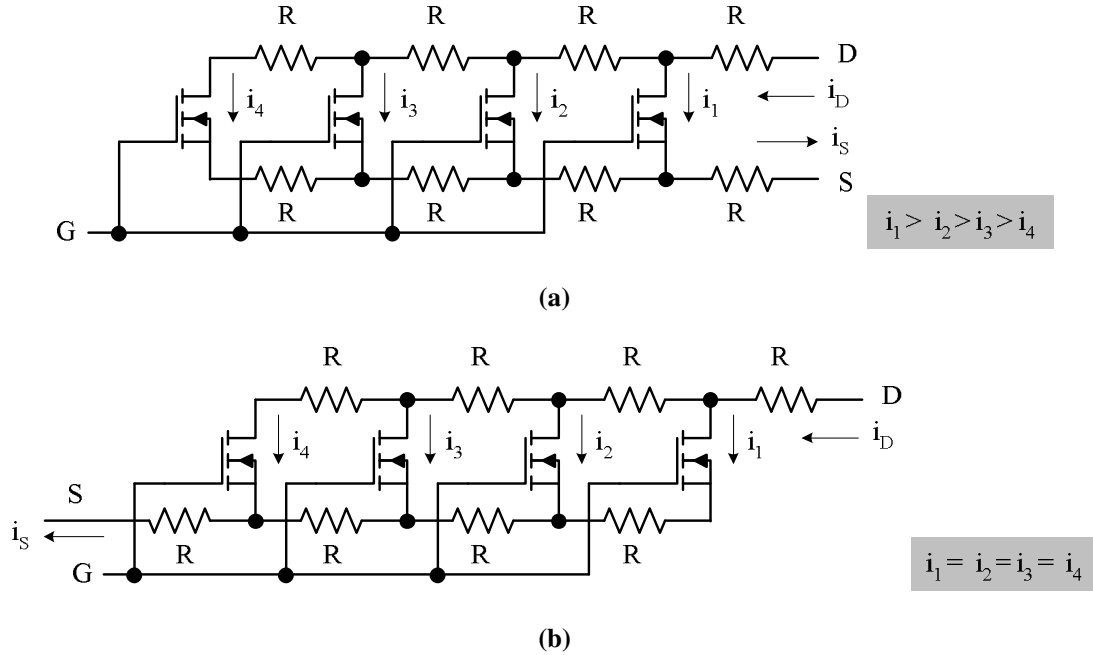 R R R R
D
i4 i3 i2 i1
iD
iS
R R R R
S
G
i1 > i2 > i3 > i4
(a)
R R R R
D
i4 i3 i2 i1
iD
S
iS
R R R R
G
i1 = i2 = i3 = i4
(b)